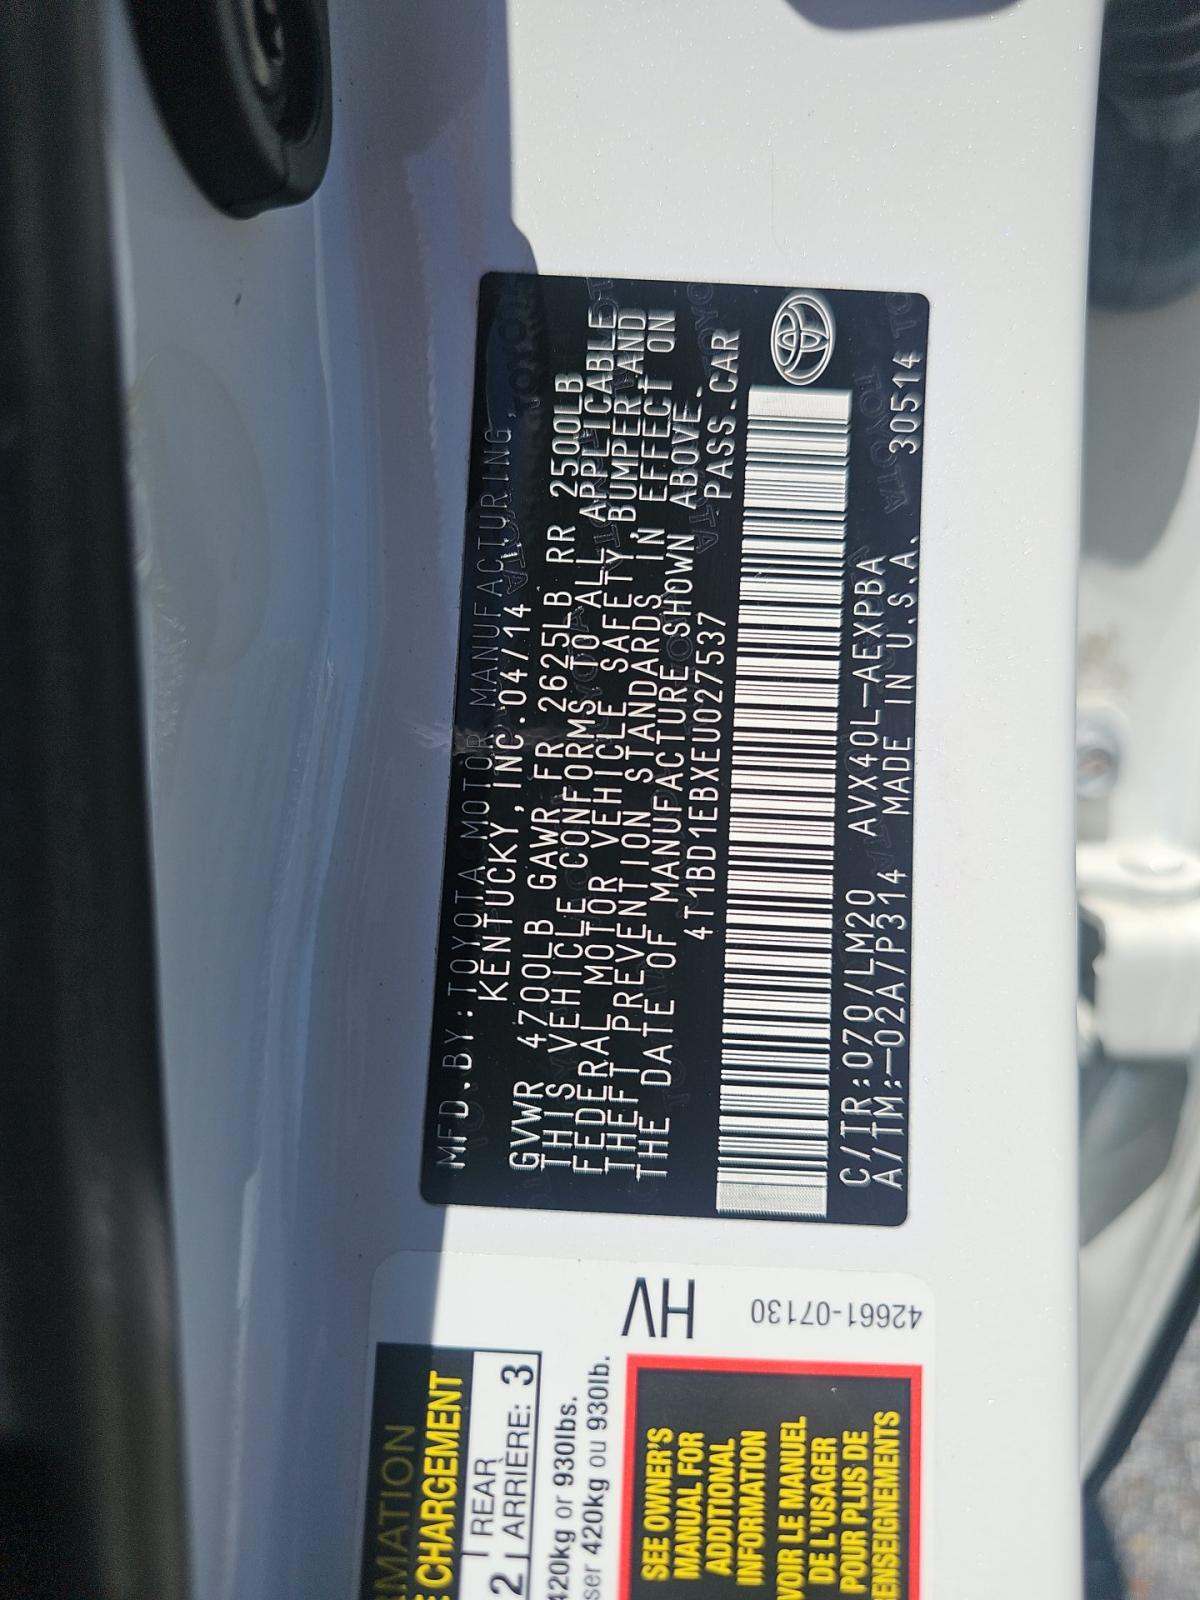 MFD.BY:TOYOTA MOTOR MANUFACTURING,
KENTUCKY,INC.04/14
GVWR 4700LB GAWR FR 2625LB RR 2500LB
THIS VEHICLE CONFORMS TO ALL APPLICABLE
FEDERAL MOTOR VEHICLE SAFETY,BUMPER AND
THEFT PREVENTION STANDARDS IN EFFECT ON
THE DATE OF MANUFACTURE SHOWN ABOVE.
4T1BD1EBXEU027537 PASS.CAR
C/TR:070/LM20 AVX40L-AEXPBA
A/TM:-02A/P314 MADE IN U.S.A. 30514
HV
42661-07130
CHARGEMENT
2 REAR
ARRIÈRE: 3
420kg or 930lbs.
420kg ou 930lb.
SEE OWNER'S
MANUAL FOR
ADDITIONAL
INFORMATION
VOIR LE MANUEL
DE L'USAGER
POUR PLUS DE
RENSEIGNEMENTS